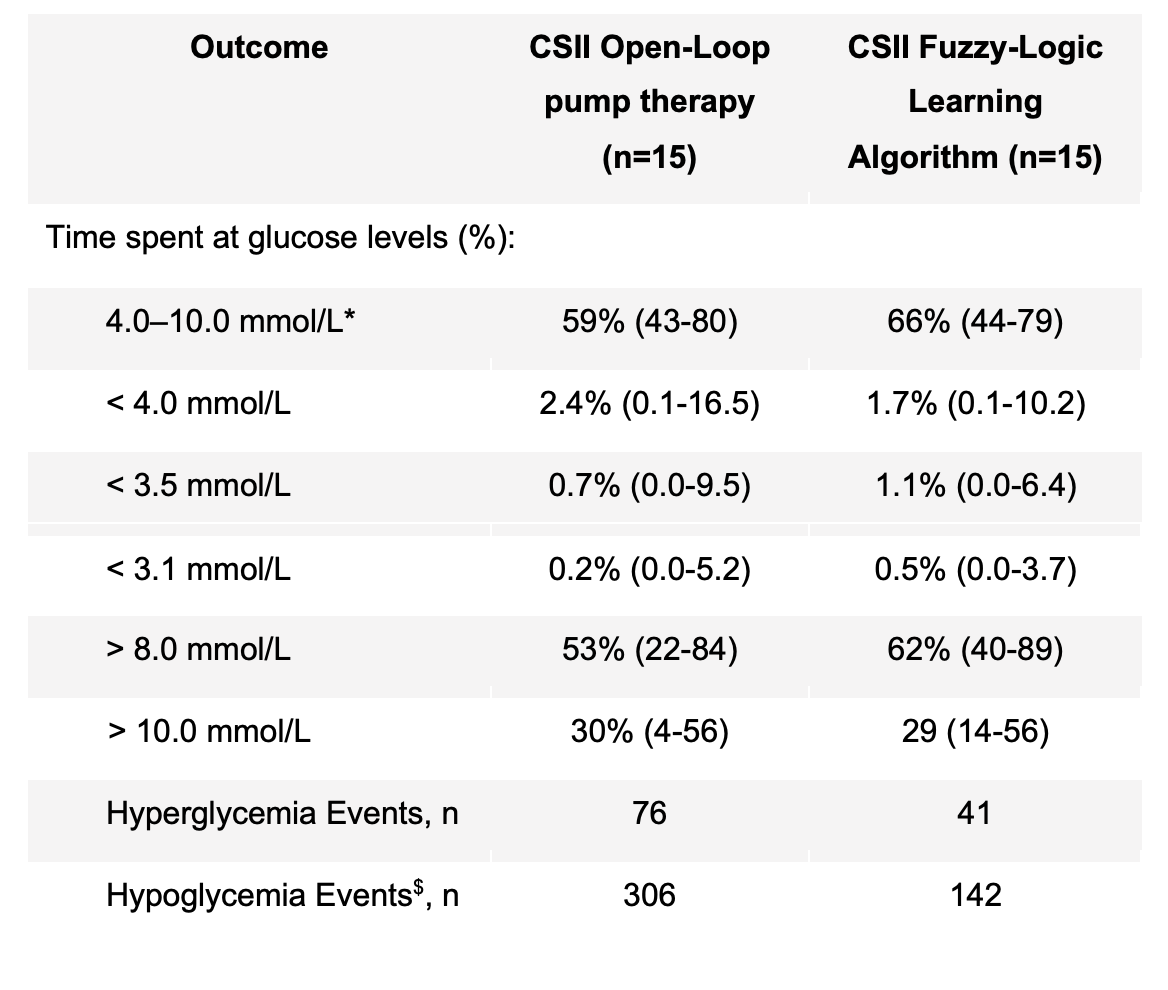 Outcome CSII Open-Loop pump therapy (n=15) CSII Fuzzy-Logic Learning Algorithm (n=15)
Time spent at glucose levels (%):
4.0–10.0 mmol/L* 59% (43-80) 66% (44-79)
< 4.0 mmol/L 2.4% (0.1-16.5) 1.7% (0.1-10.2)
< 3.5 mmol/L 0.7% (0.0-9.5) 1.1% (0.0-6.4)
< 3.1 mmol/L 0.2% (0.0-5.2) 0.5% (0.0-3.7)
> 8.0 mmol/L 53% (22-84) 62% (40-89)
> 10.0 mmol/L 30% (4-56) 29 (14-56)
Hyperglycemia Events, n 76 41
Hypoglycemia Events$, n 306 142